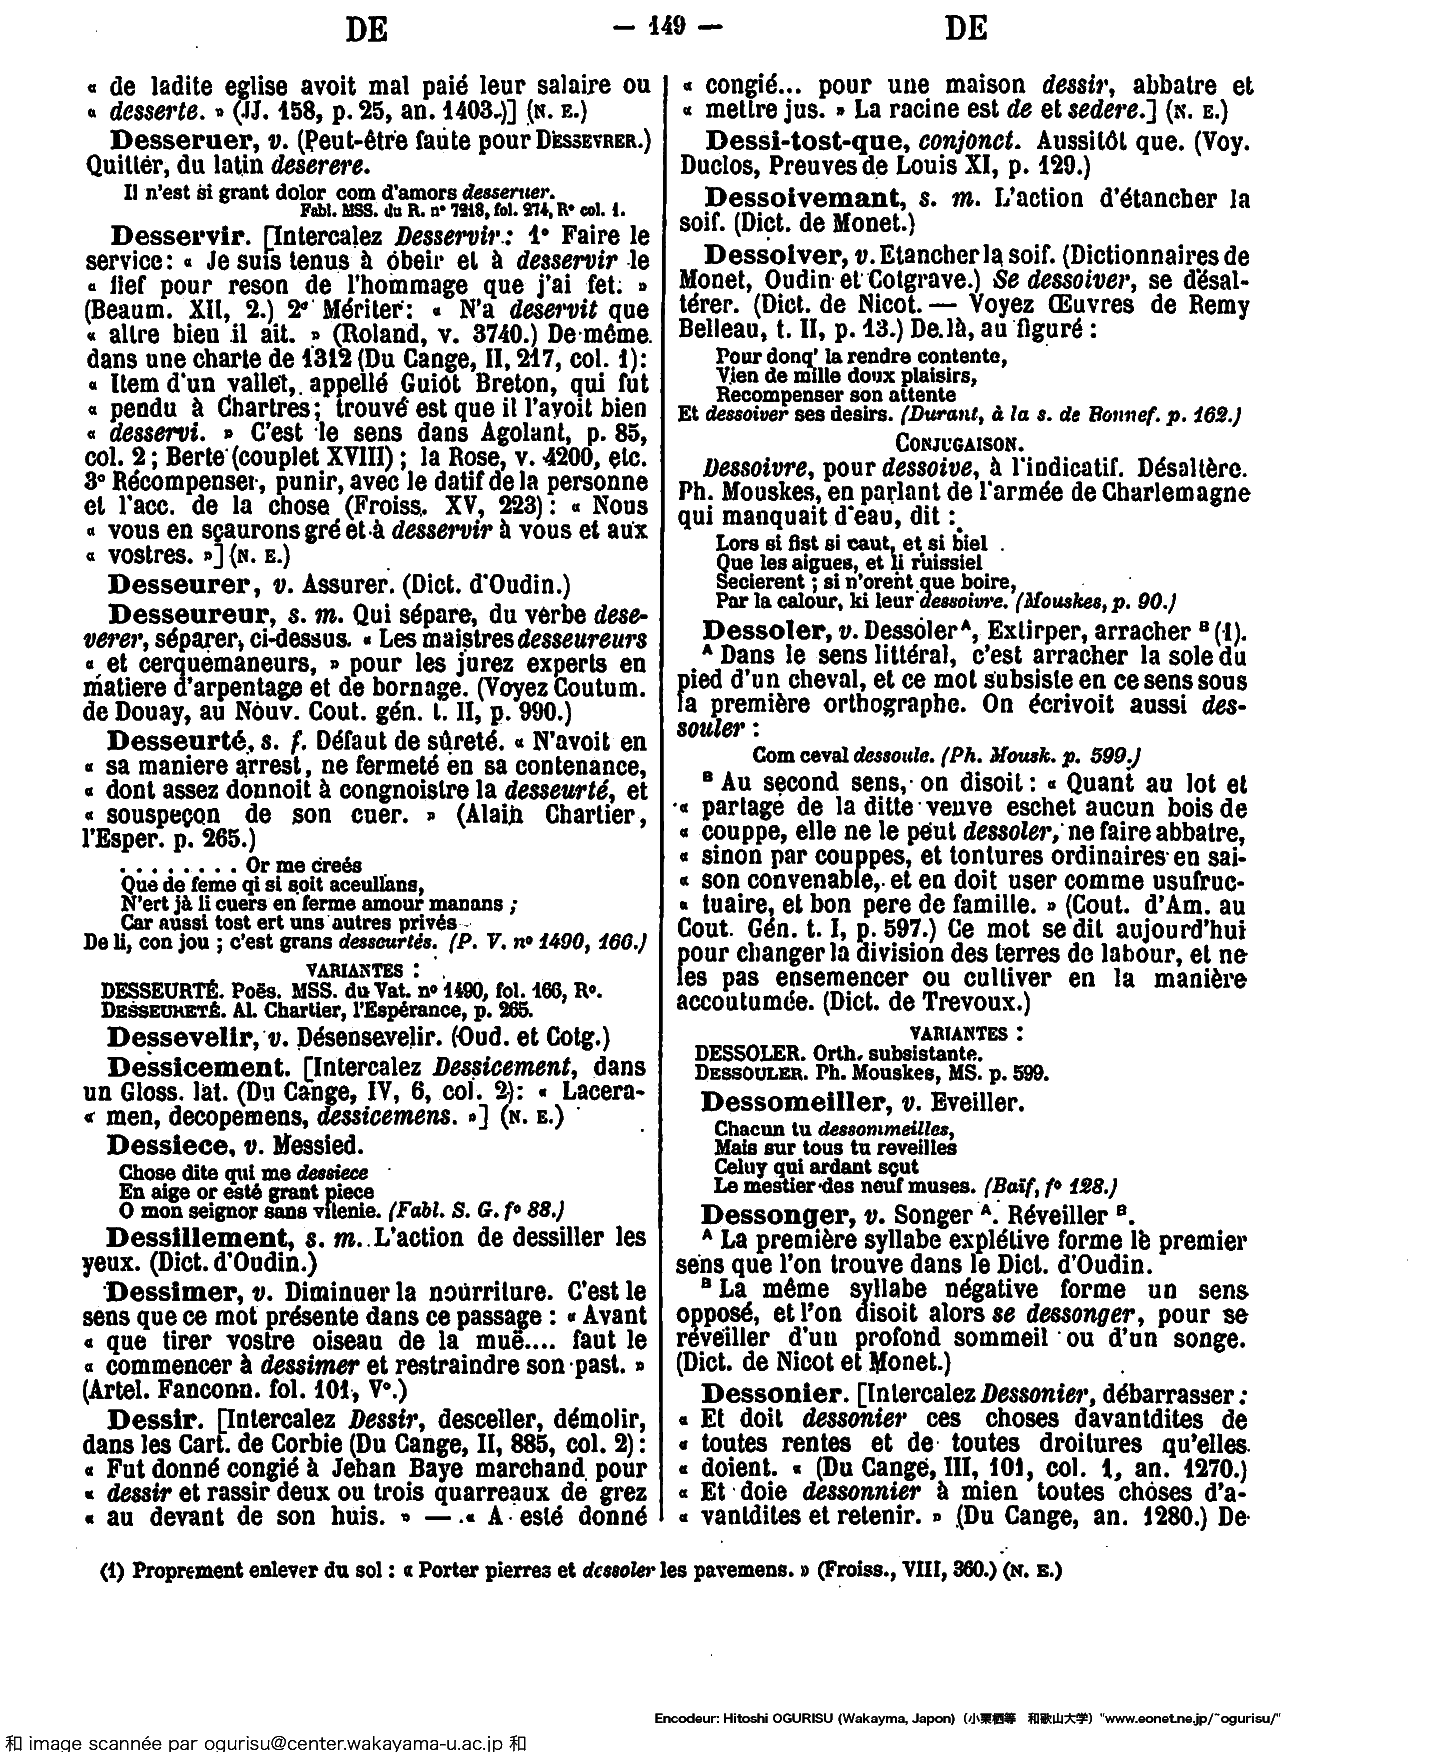 DE — 149 — DE
« de ladite eglise avoit mal paié leur salaire ou
« desserte. » (JJ. 158, p. 25, an. 1403.)] (N. E.)
Desseruer, v. (Peut-être faute pour DESSEVRER.)
Quitter, du latin deserere.
Il n'est si grant dolor com d'amors desseruer.
Fabl. MSS. du R. n° 7218, fol. 274, R° col. 1.
Desservir. [Intercalez Desservir : 1° Faire le
service : « Je suis tenus à obeir et à desservir le
« fief pour reson de l'hommage que j'ai fet. »
(Beaum. XII, 2.) 2° Mériter : « N'a deservit que
« altre bien il ait. » (Roland, v. 3740.) De même
dans une charte de 1312 (Du Cange, II, 217, col. 1) :
« Item d'un vallet, appellé Guiot Breton, qui fut
« pendu à Chartres ; trouvé est que il l'avoit bien
« desservi. » C'est le sens dans Agolant, p. 85,
col. 2 ; Berte (couplet XVIII) ; la Rose, v. 4200, etc.
3° Récompenser, punir, avec le datif de la personne
et l'acc. de la chose (Froiss. XV, 223) : « Nous
« vous en sçaurons gré et à desservir à vous et aux
« vostres. »] (N. E.)
Desseurer, v. Assurer. (Dict. d'Oudin.)
Desseureur, s. m. Qui sépare, du verbe dese-
verer, séparer, ci-dessus. « Les maistres desseureurs
« et cerquemaneurs, » pour les jurez experts en
matiere d'arpentage et de bornage. (Voyez Coutum.
de Douay, au Nouv. Cout. gén. t. II, p. 990.)
Desseurté, s. f. Défaut de sûreté. « N'avoit en
« sa maniere arrest, ne fermeté en sa contenance,
« dont assez donnoit à congnoistre la desseurté, et
« souspeçon de son cuer. » (Alain Chartier,
l'Esper. p. 265.)
. . . . . . . . Or me creés
Que de feme qi si soit aceullans,
N'ert jà li cuers en ferme amour manans ;
Car aussi tost ert uns autres privés
De li, con jou ; c'est grans desseurtés. (P. V. n° 1490, 166.)
VARIANTES :
DESSEURTÉ. Poës. MSS. du Vat. n° 1490, fol. 166, R°.
DESSEURETÉ. Al. Chartier, l'Espérance, p. 265.
Dessevelir, v. Désensevelir. (Oud. et Cotg.)
Dessicement. [Intercalez Dessicement, dans
un Gloss. lat. (Du Cange, IV, 6, col. 2) : « Lacera-
« men, decopemens, dessicemens. »] (N. E.)
Dessiece, v. Messied.
Chose dite qui me dessiece
En aige or esté grant piece
O mon seignor sans vilenie. (Fabl. S. G. f° 88.)
Dessillement, s. m. L'action de dessiller les
yeux. (Dict. d'Oudin.)
Dessimer, v. Diminuer la nourriture. C'est le
sens que ce mot présente dans ce passage : « Avant
« que tirer vostre oiseau de la muë.... faut le
« commencer à dessimer et restraindre son past. »
(Artel. Fanconn. fol. 101, V°.)
Dessir. [Intercalez Dessir, desceller, démolir,
dans les Cart. de Corbie (Du Cange, II, 885, col. 2) :
« Fut donné congié à Jehan Baye marchand pour
« dessir et rassir deux ou trois quarreaux de grez
« au devant de son huis. » — « A esté donné
« congié... pour une maison dessir, abbatre et
« mettre jus. » La racine est de et sedere.] (N. E.)
Dessi-tost-que, conjonct. Aussitôt que. (Voy.
Duclos, Preuves de Louis XI, p. 129.)
Dessoivemant, s. m. L'action d'étancher la
soif. (Dict. de Monet.)
Dessoiver, v. Etancher la soif. (Dictionnaires de
Monet, Oudin et Cotgrave.) Se dessoiver, se désal-
térer. (Dict. de Nicot. — Voyez Œuvres de Remy
Belleau, t. II, p. 13.) De là, au figuré :
Pour donq' la rendre contente,
Vien de mille doux plaisirs,
Recompenser son attente
Et dessoiver ses desirs. (Durant, à la s. de Bonnef. p. 162.)
CONJUGAISON.
Dessoivre, pour dessoive, à l'indicatif. Désaltère.
Ph. Mouskes, en parlant de l'armée de Charlemagne
qui manquait d'eau, dit :
Lors si fist si caut, et si biel
Que les aigues, et li ruissiel
Secierent ; si n'orent que boire,
Par la calour, ki leur dessoivre. (Mouskes, p. 90.)
Dessoler, v. Dessoler ᴬ, Extirper, arracher ᴮ (1).
ᴬ Dans le sens littéral, c'est arracher la sole du
pied d'un cheval, et ce mot subsiste en ce sens sous
la première orthographe. On écrivoit aussi des-
souler :
Com ceval dessoule. (Ph. Mousk. p. 599.)
ᴮ Au second sens, on disoit : « Quant au lot et
« partage de la ditte veuve eschet aucun bois de
« couppe, elle ne le peut dessoler, ne faire abbatre,
« sinon par couppes, et tontures ordinaires en sai-
« son convenable, et en doit user comme usufruc-
« tuaire, et bon pere de famille. » (Cout. d'Am. au
Cout. Gén. t. I, p. 597.) Ce mot se dit aujourd'hui
pour changer la division des terres de labour, et ne
les pas ensemencer ou cultiver en la manière
accoutumée. (Dict. de Trevoux.)
VARIANTES :
DESSOLER. Orth. subsistante.
DESSOULER. Ph. Mouskes, MS. p. 599.
Dessomeiller, v. Eveiller.
Chacun tu dessommeilles,
Mais sur tous tu reveilles
Celuy qui ardant sçut
Le mestier des neuf muses. (Baïf, f° 128.)
Dessonger, v. Songer ᴬ. Réveiller ᴮ.
ᴬ La première syllabe explétive forme le premier
sens que l'on trouve dans le Dict. d'Oudin.
ᴮ La même syllabe négative forme un sens
opposé, et l'on disoit alors se dessonger, pour se
réveiller d'un profond sommeil ou d'un songe.
(Dict. de Nicot et Monet.)
Dessonier. [Intercalez Dessonier, débarrasser :
« Et doit dessonier ces choses davantdites de
« toutes rentes et de toutes droitures qu'elles
« doient. « (Du Cange, III, 101, col. 1, an. 1270.)
« Et doie dessonnier à mien toutes choses d'a-
« vantdites et retenir. » (Du Cange, an. 1280.) De
(1) Proprement enlever du sol : « Porter pierres et dessoler les pavemens. » (Froiss., VIII, 360.) (N. E.)
Encodeur: Hitoshi OGURISU (Wakayma, Japon) (小栗栖等 和歌山大学) "www.eonet.ne.jp/~ogurisu/"
和 image scannée par ogurisu@center.wakayama-u.ac.jp 和